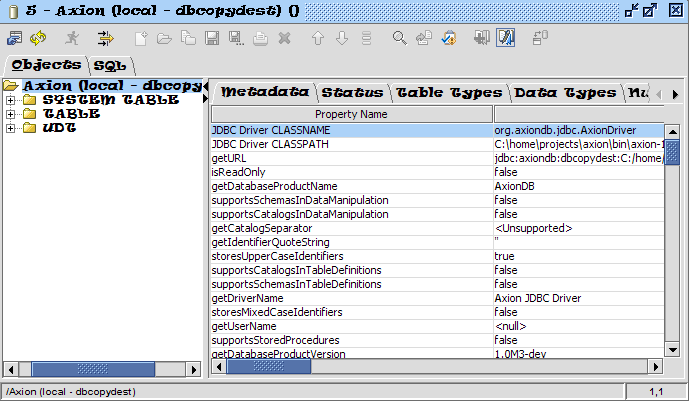 5 - Axion (local - dbcopydest) ()
Objects SQL
Axion (local - dbcopy
SYSTEM TABLE
TABLE
UDT
Metadata Status Table Types Data Types Nu
Property Name
JDBC Driver CLASSNAME org.axiondb.jdbc.AxionDriver
JDBC Driver CLASSPATH C:\home\projects\axion\bin\axion-1
getURL jdbc:axiondb:dbcopydest:C:/home/
isReadOnly false
getDatabaseProductName AxionDB
supportsSchemasInDataManipulation false
supportsCatalogsInDataManipulation false
getCatalogSeparator <Unsupported>
getIdentifierQuoteString "
storesUpperCaseIdentifiers true
supportsCatalogsInTableDefinitions false
supportsSchemasInTableDefinitions false
getDriverName Axion JDBC Driver
storesMixedCaseIdentifiers false
getUserName <null>
supportsStoredProcedures false
getDatabaseProductVersion 1.0M3-dev
/Axion (local - dbcopydest) 1,1